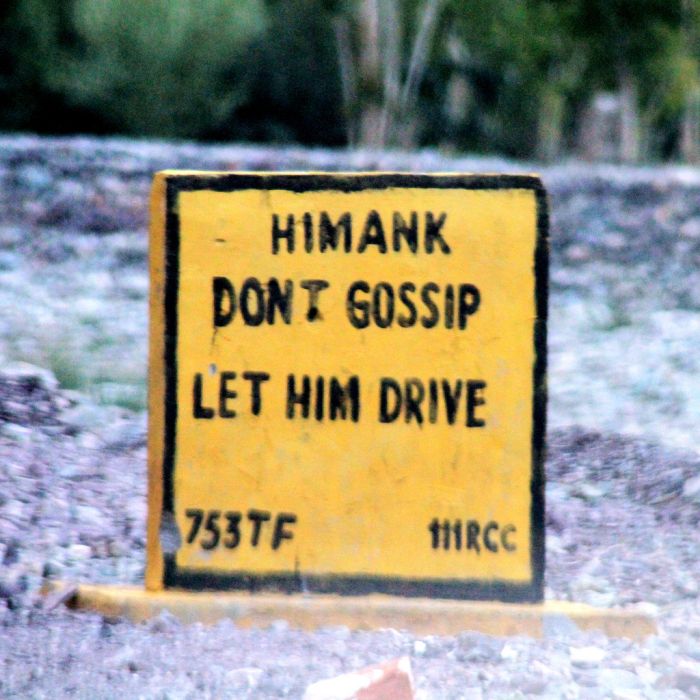 HIMANK
DONT GOSSIP
LET HIM DRIVE
753TF 111RCC